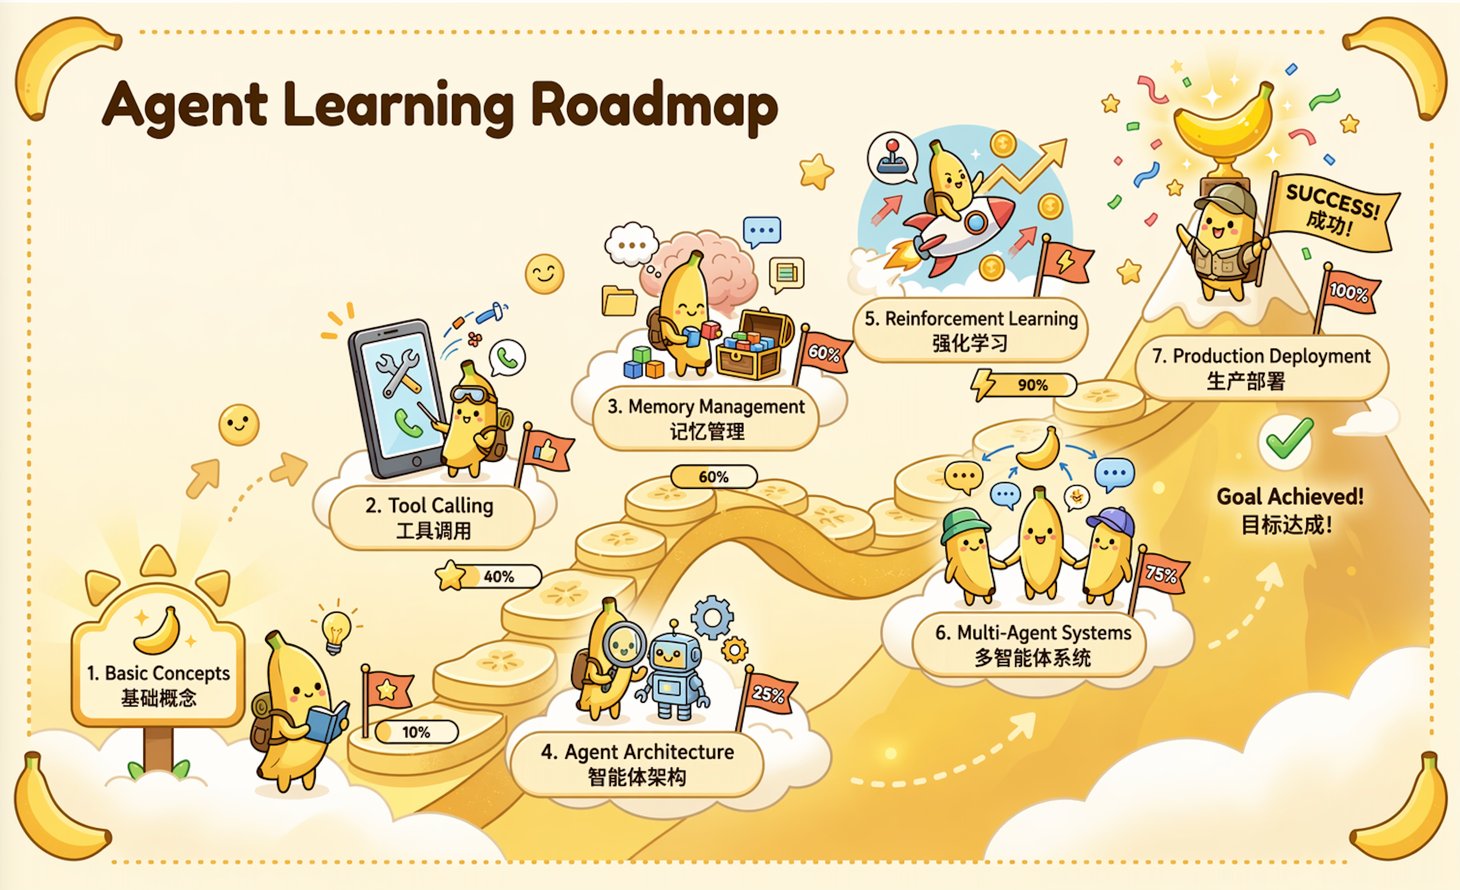 Agent Learning Roadmap
1. Basic Concepts
基础概念
10%
2. Tool Calling
工具调用
40%
3. Memory Management
记忆管理
60%
60%
4. Agent Architecture
智能体架构
25%
5. Reinforcement Learning
强化学习
90%
6. Multi-Agent Systems
多智能体系统
75%
7. Production Deployment
生产部署
100%
SUCCESS!
成功!
Goal Achieved!
目标达成!